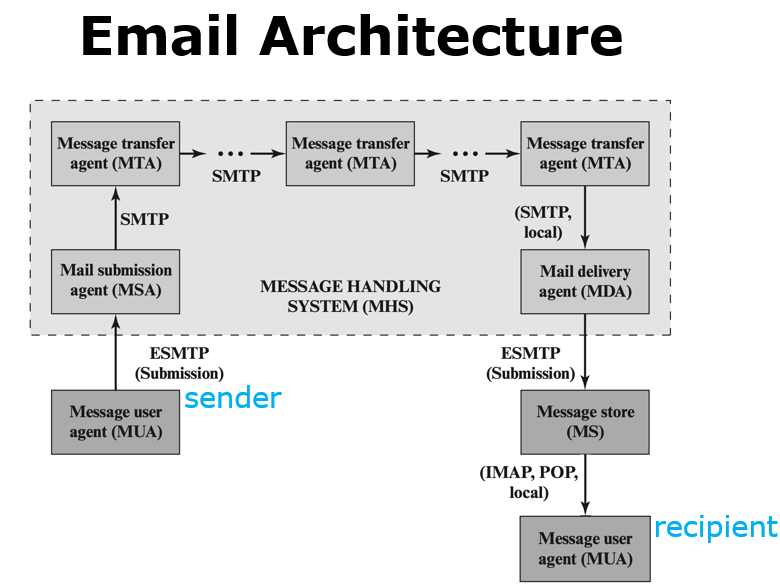 Email Architecture
Message transfer
agent (MTA)
SMTP
Message transfer
agent (MTA)
SMTP
Message transfer
agent (MTA)
SMTP
(SMTP,
local)
Mail submission
agent (MSA)
MESSAGE HANDLING
SYSTEM (MHS)
Mail delivery
agent (MDA)
ESMTP
(Submission)
ESMTP
(Submission)
sender
Message user
agent (MUA)
Message store
(MS)
(IMAP, POP,
local)
Message user
agent (MUA)
recipient